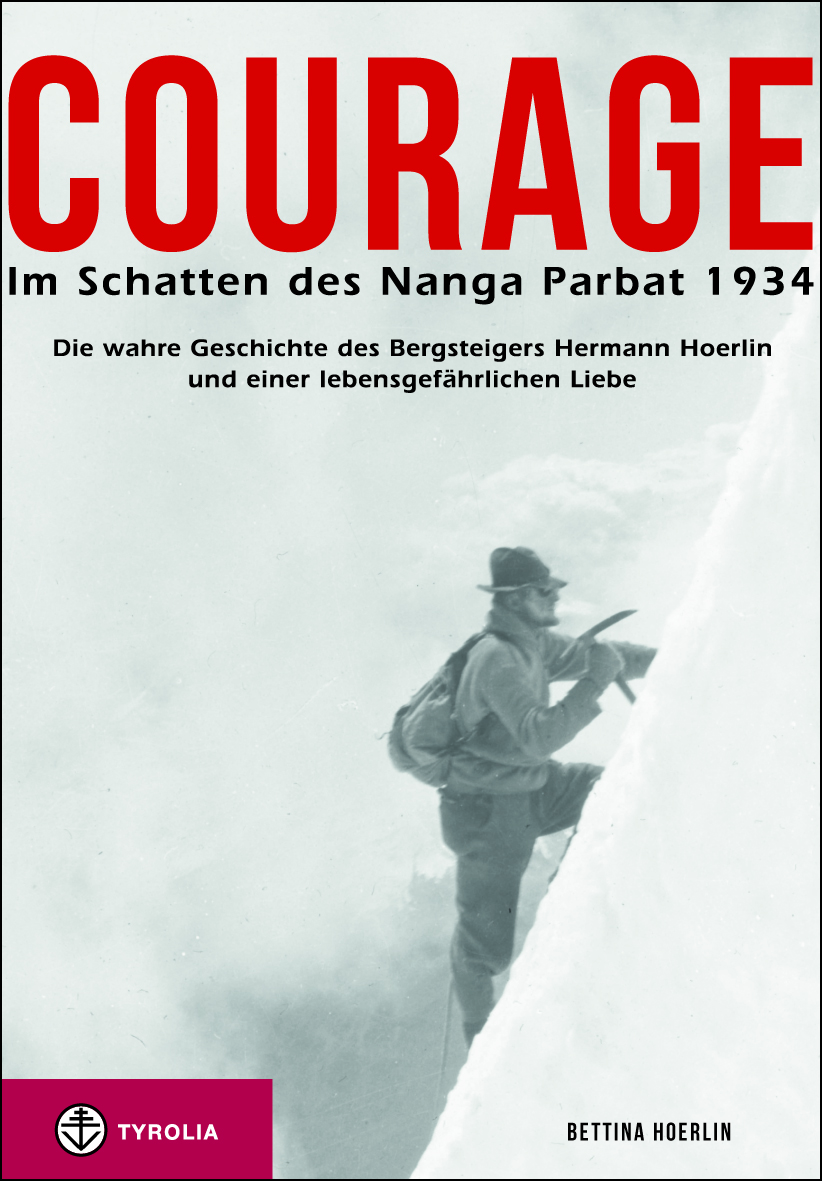 COURAGE
Im Schatten des Nanga Parbat 1934
Die wahre Geschichte des Bergsteigers Hermann Hoerlin
und einer lebensgefährlichen Liebe
TYROLIA
BETTINA HOERLIN